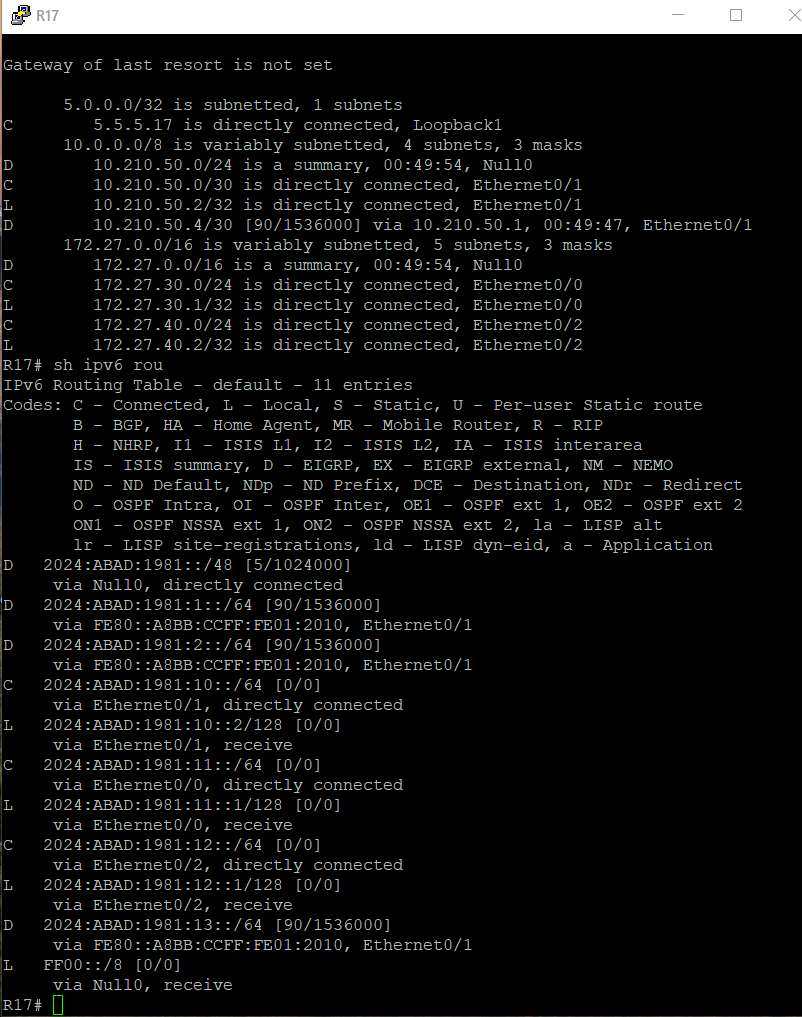 R17
Gateway of last resort is not set
      5.0.0.0/32 is subnetted, 1 subnets
C        5.5.5.17 is directly connected, Loopback1
      10.0.0.0/8 is variably subnetted, 4 subnets, 3 masks
D        10.210.50.0/24 is a summary, 00:49:54, Null0
C        10.210.50.0/30 is directly connected, Ethernet0/1
L        10.210.50.2/32 is directly connected, Ethernet0/1
D        10.210.50.4/30 [90/1536000] via 10.210.50.1, 00:49:47, Ethernet0/1
      172.27.0.0/16 is variably subnetted, 5 subnets, 3 masks
D        172.27.0.0/16 is a summary, 00:49:54, Null0
C        172.27.30.0/24 is directly connected, Ethernet0/0
L        172.27.30.1/32 is directly connected, Ethernet0/0
C        172.27.40.0/24 is directly connected, Ethernet0/2
L        172.27.40.2/32 is directly connected, Ethernet0/2
R17# sh ipv6 rou
IPv6 Routing Table - default - 11 entries
Codes: C - Connected, L - Local, S - Static, U - Per-user Static route
       B - BGP, HA - Home Agent, MR - Mobile Router, R - RIP
       H - NHRP, I1 - ISIS L1, I2 - ISIS L2, IA - ISIS interarea
       IS - ISIS summary, D - EIGRP, EX - EIGRP external, NM - NEMO
       ND - ND Default, NDp - ND Prefix, DCE - Destination, NDr - Redirect
       O - OSPF Intra, OI - OSPF Inter, OE1 - OSPF ext 1, OE2 - OSPF ext 2
       ON1 - OSPF NSSA ext 1, ON2 - OSPF NSSA ext 2, la - LISP alt
       lr - LISP site-registrations, ld - LISP dyn-eid, a - Application
D   2024:ABAD:1981::/48 [5/1024000]
     via Null0, directly connected
D   2024:ABAD:1981:1::/64 [90/1536000]
     via FE80::A8BB:CCFF:FE01:2010, Ethernet0/1
D   2024:ABAD:1981:2::/64 [90/1536000]
     via FE80::A8BB:CCFF:FE01:2010, Ethernet0/1
C   2024:ABAD:1981:10::/64 [0/0]
     via Ethernet0/1, directly connected
L   2024:ABAD:1981:10::2/128 [0/0]
     via Ethernet0/1, receive
C   2024:ABAD:1981:11::/64 [0/0]
     via Ethernet0/0, directly connected
L   2024:ABAD:1981:11::1/128 [0/0]
     via Ethernet0/0, receive
C   2024:ABAD:1981:12::/64 [0/0]
     via Ethernet0/2, directly connected
L   2024:ABAD:1981:12::1/128 [0/0]
     via Ethernet0/2, receive
D   2024:ABAD:1981:13::/64 [90/1536000]
     via FE80::A8BB:CCFF:FE01:2010, Ethernet0/1
L   FF00::/8 [0/0]
     via Null0, receive
R17#